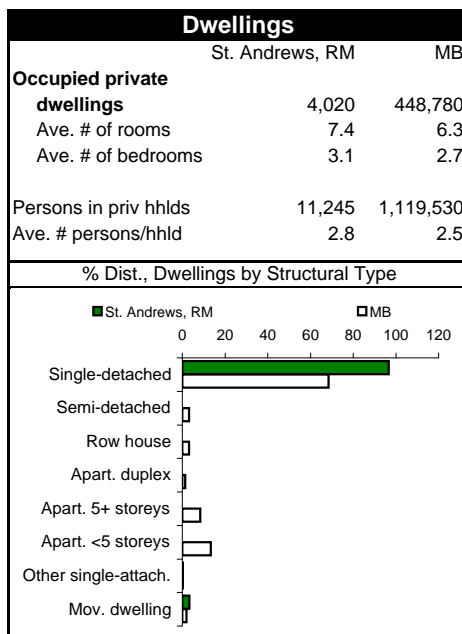 Dwellings
St. Andrews, RM MB
Occupied private
dwellings 4,020 448,780
Ave. # of rooms 7.4 6.3
Ave. # of bedrooms 3.1 2.7
Persons in priv hhlds 11,245 1,119,530
Ave. # persons/hhld 2.8 2.5
% Dist., Dwellings by Structural Type
St. Andrews, RM MB
0 20 40 60 80 100 120
Single-detached
Semi-detached
Row house
Apart. duplex
Apart. 5+ storeys
Apart. <5 storeys
Other single-attach.
Mov. dwelling